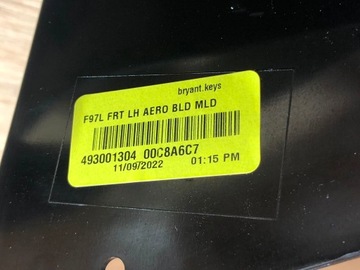 bryant.keys
F97L FRT LH AERO BLD MLD
493001304 00C8A6C7
11/09/2022 01:15 PM